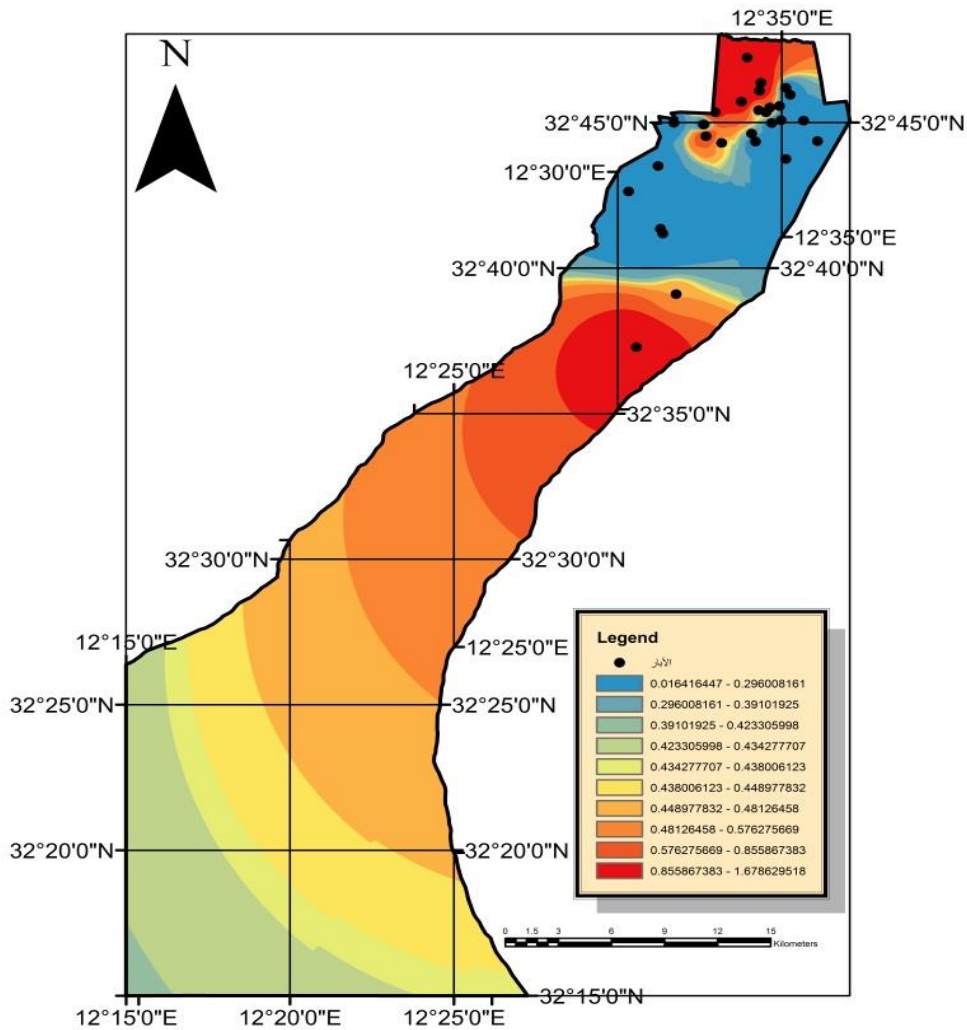 12°35'0"E
N
32°45'0"N
32°45'0"N
12°30'0"E
12°35'0"E
32°40'0"N
32°40'0"N
12°25'0"E
32°35'0"N
32°30'0"N
32°30'0"N
12°15'0"E
12°25'0"E
32°25'0"N
32°25'0"N
32°20'0"N
32°20'0"N
32°15'0"N
12°15'0"E 12°20'0"E 12°25'0"E
Legend
الأبار
0.016416447 - 0.296008161
0.296008161 - 0.39101925
0.39101925 - 0.423305998
0.423305998 - 0.434277707
0.434277707 - 0.438006123
0.438006123 - 0.448977832
0.448977832 - 0.48126458
0.48126458 - 0.576275669
0.576275669 - 0.855867383
0.855867383 - 1.678629518
0 1.5 3 6 9 12 15
Kilometers